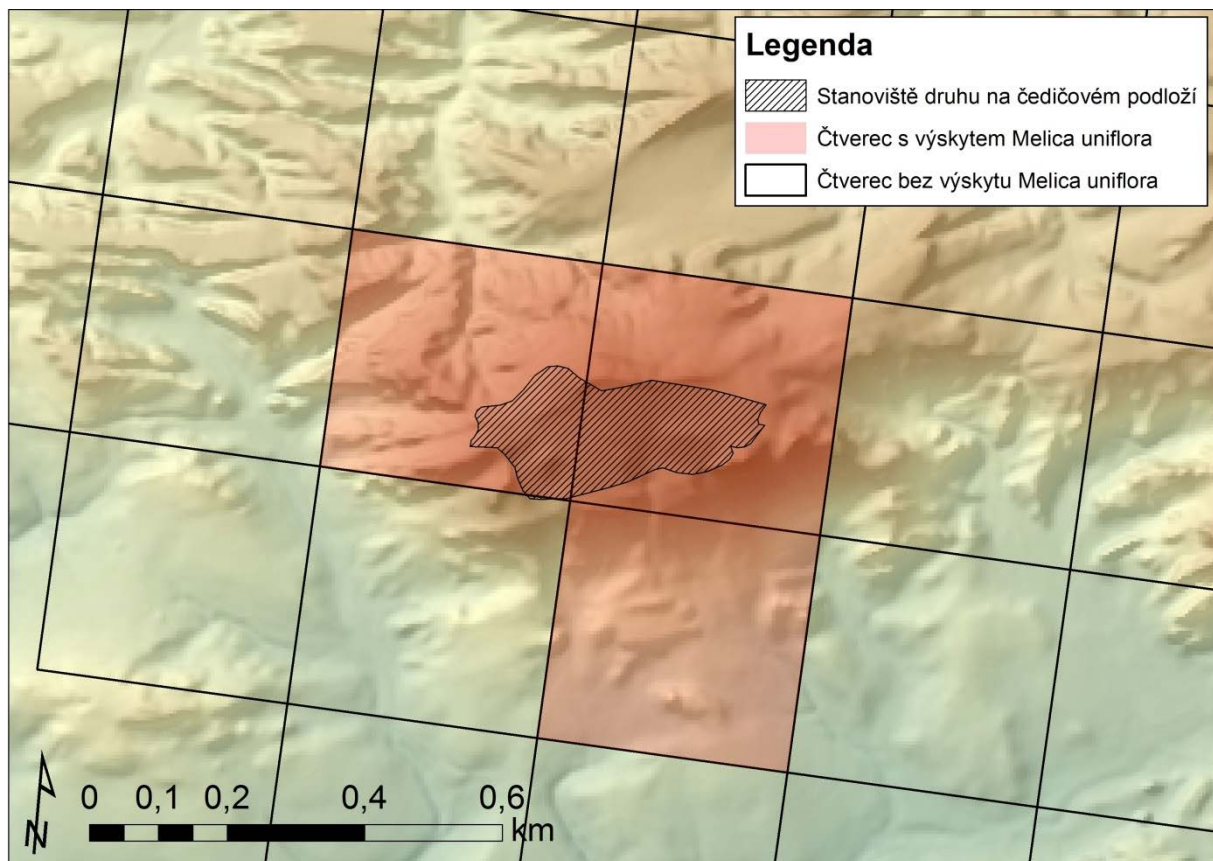 Legenda
Stanoviště druhu na čedičovém podloží
Čtverec s výskytem Melica uniflora
Čtverec bez výskytu Melica uniflora
N
0 0,1 0,2 0,4 0,6
km